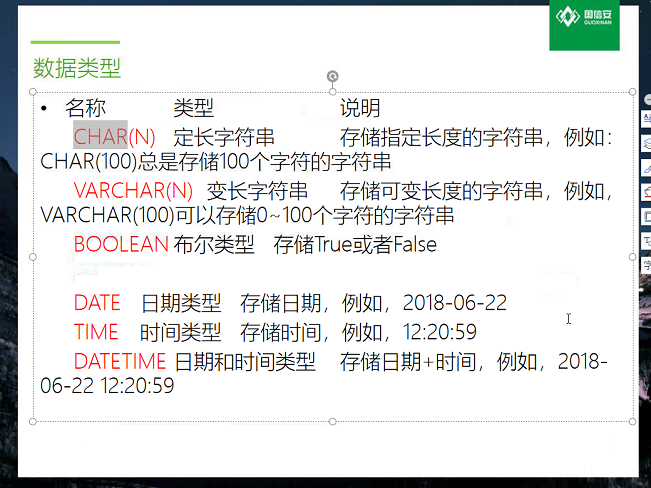 国信安
GUOXINAN
数据类型
• 名称 类型 说明
CHAR(N) 定长字符串 存储指定长度的字符串，例如：
CHAR(100)总是存储100个字符的字符串
VARCHAR(N) 变长字符串 存储可变长度的字符串，例如，
VARCHAR(100)可以存储0~100个字符的字符串
BOOLEAN 布尔类型 存储True或者False
DATE 日期类型 存储日期，例如，2018-06-22
TIME 时间类型 存储时间，例如，12:20:59
DATETIME 日期和时间类型 存储日期+时间，例如，2018-
06-22 12:20:59